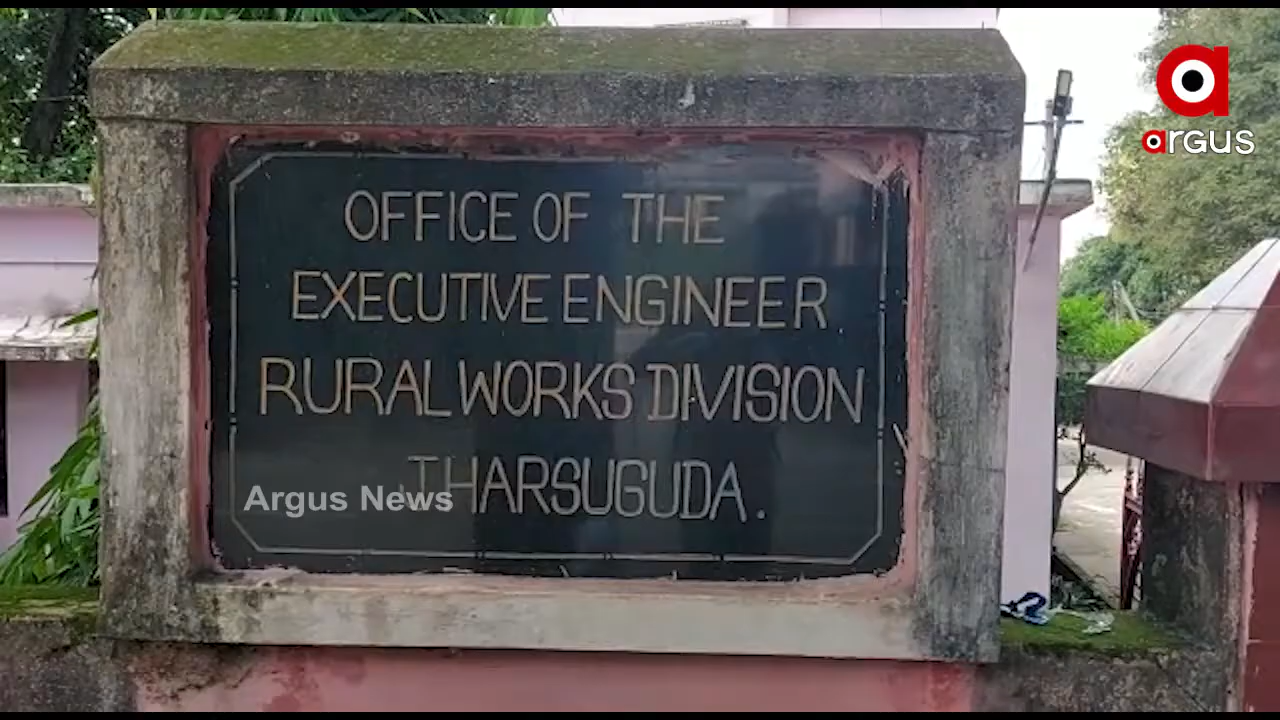 OFFICE OF THE
EXECUTIVE ENGINEER
RURAL WORKS DIVISION
JHARSUGUDA.
Argus News
argus